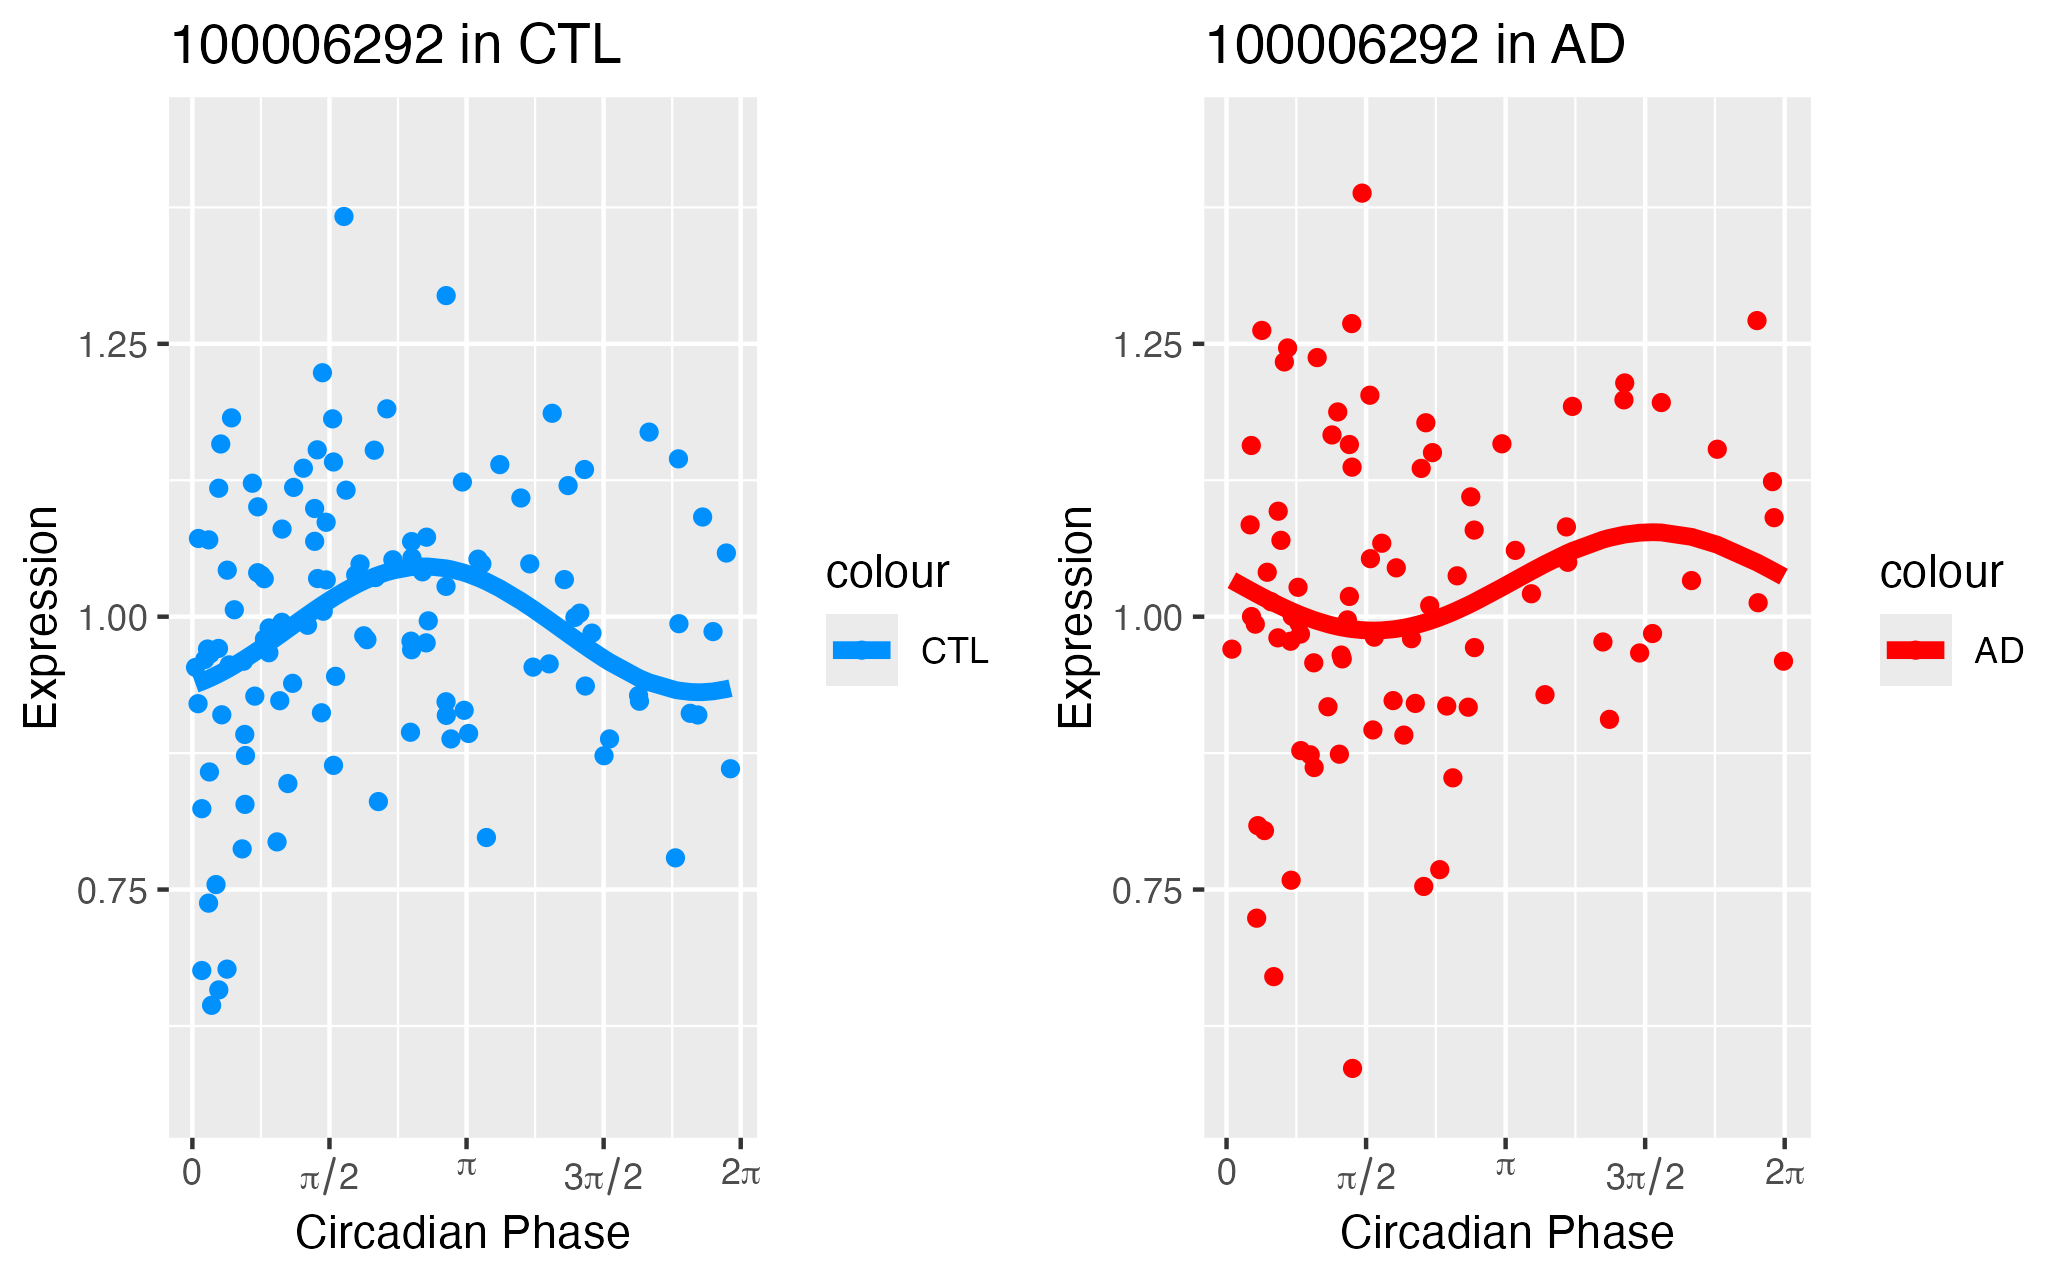 100006292 in CTL
Expression
1.25
1.00
0.75
0
π/2
π
3π/2
2π
Circadian Phase
colour
CTL
100006292 in AD
Expression
1.25
1.00
0.75
0
π/2
π
3π/2
2π
Circadian Phase
colour
AD